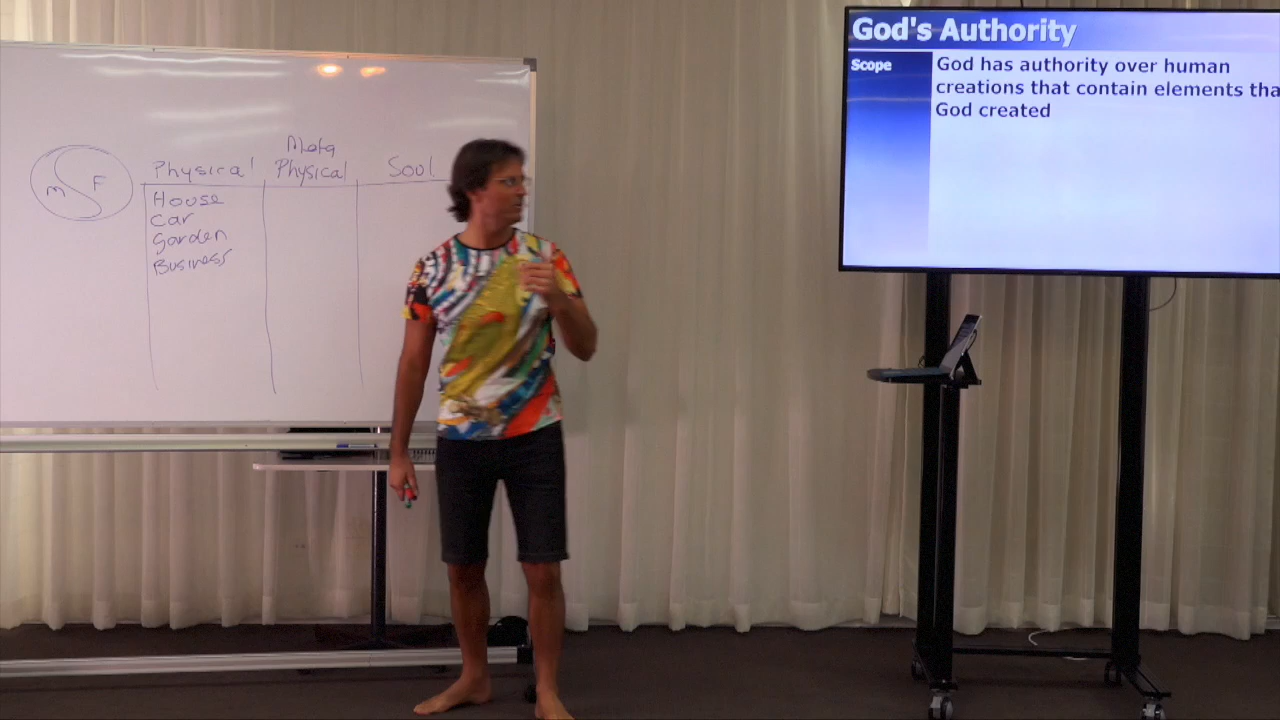 M F
Physical
Meta
Physical
Soul
House
Car
Garden
Business
God's Authority
Scope
God has authority over human
creations that contain elements tha
God created